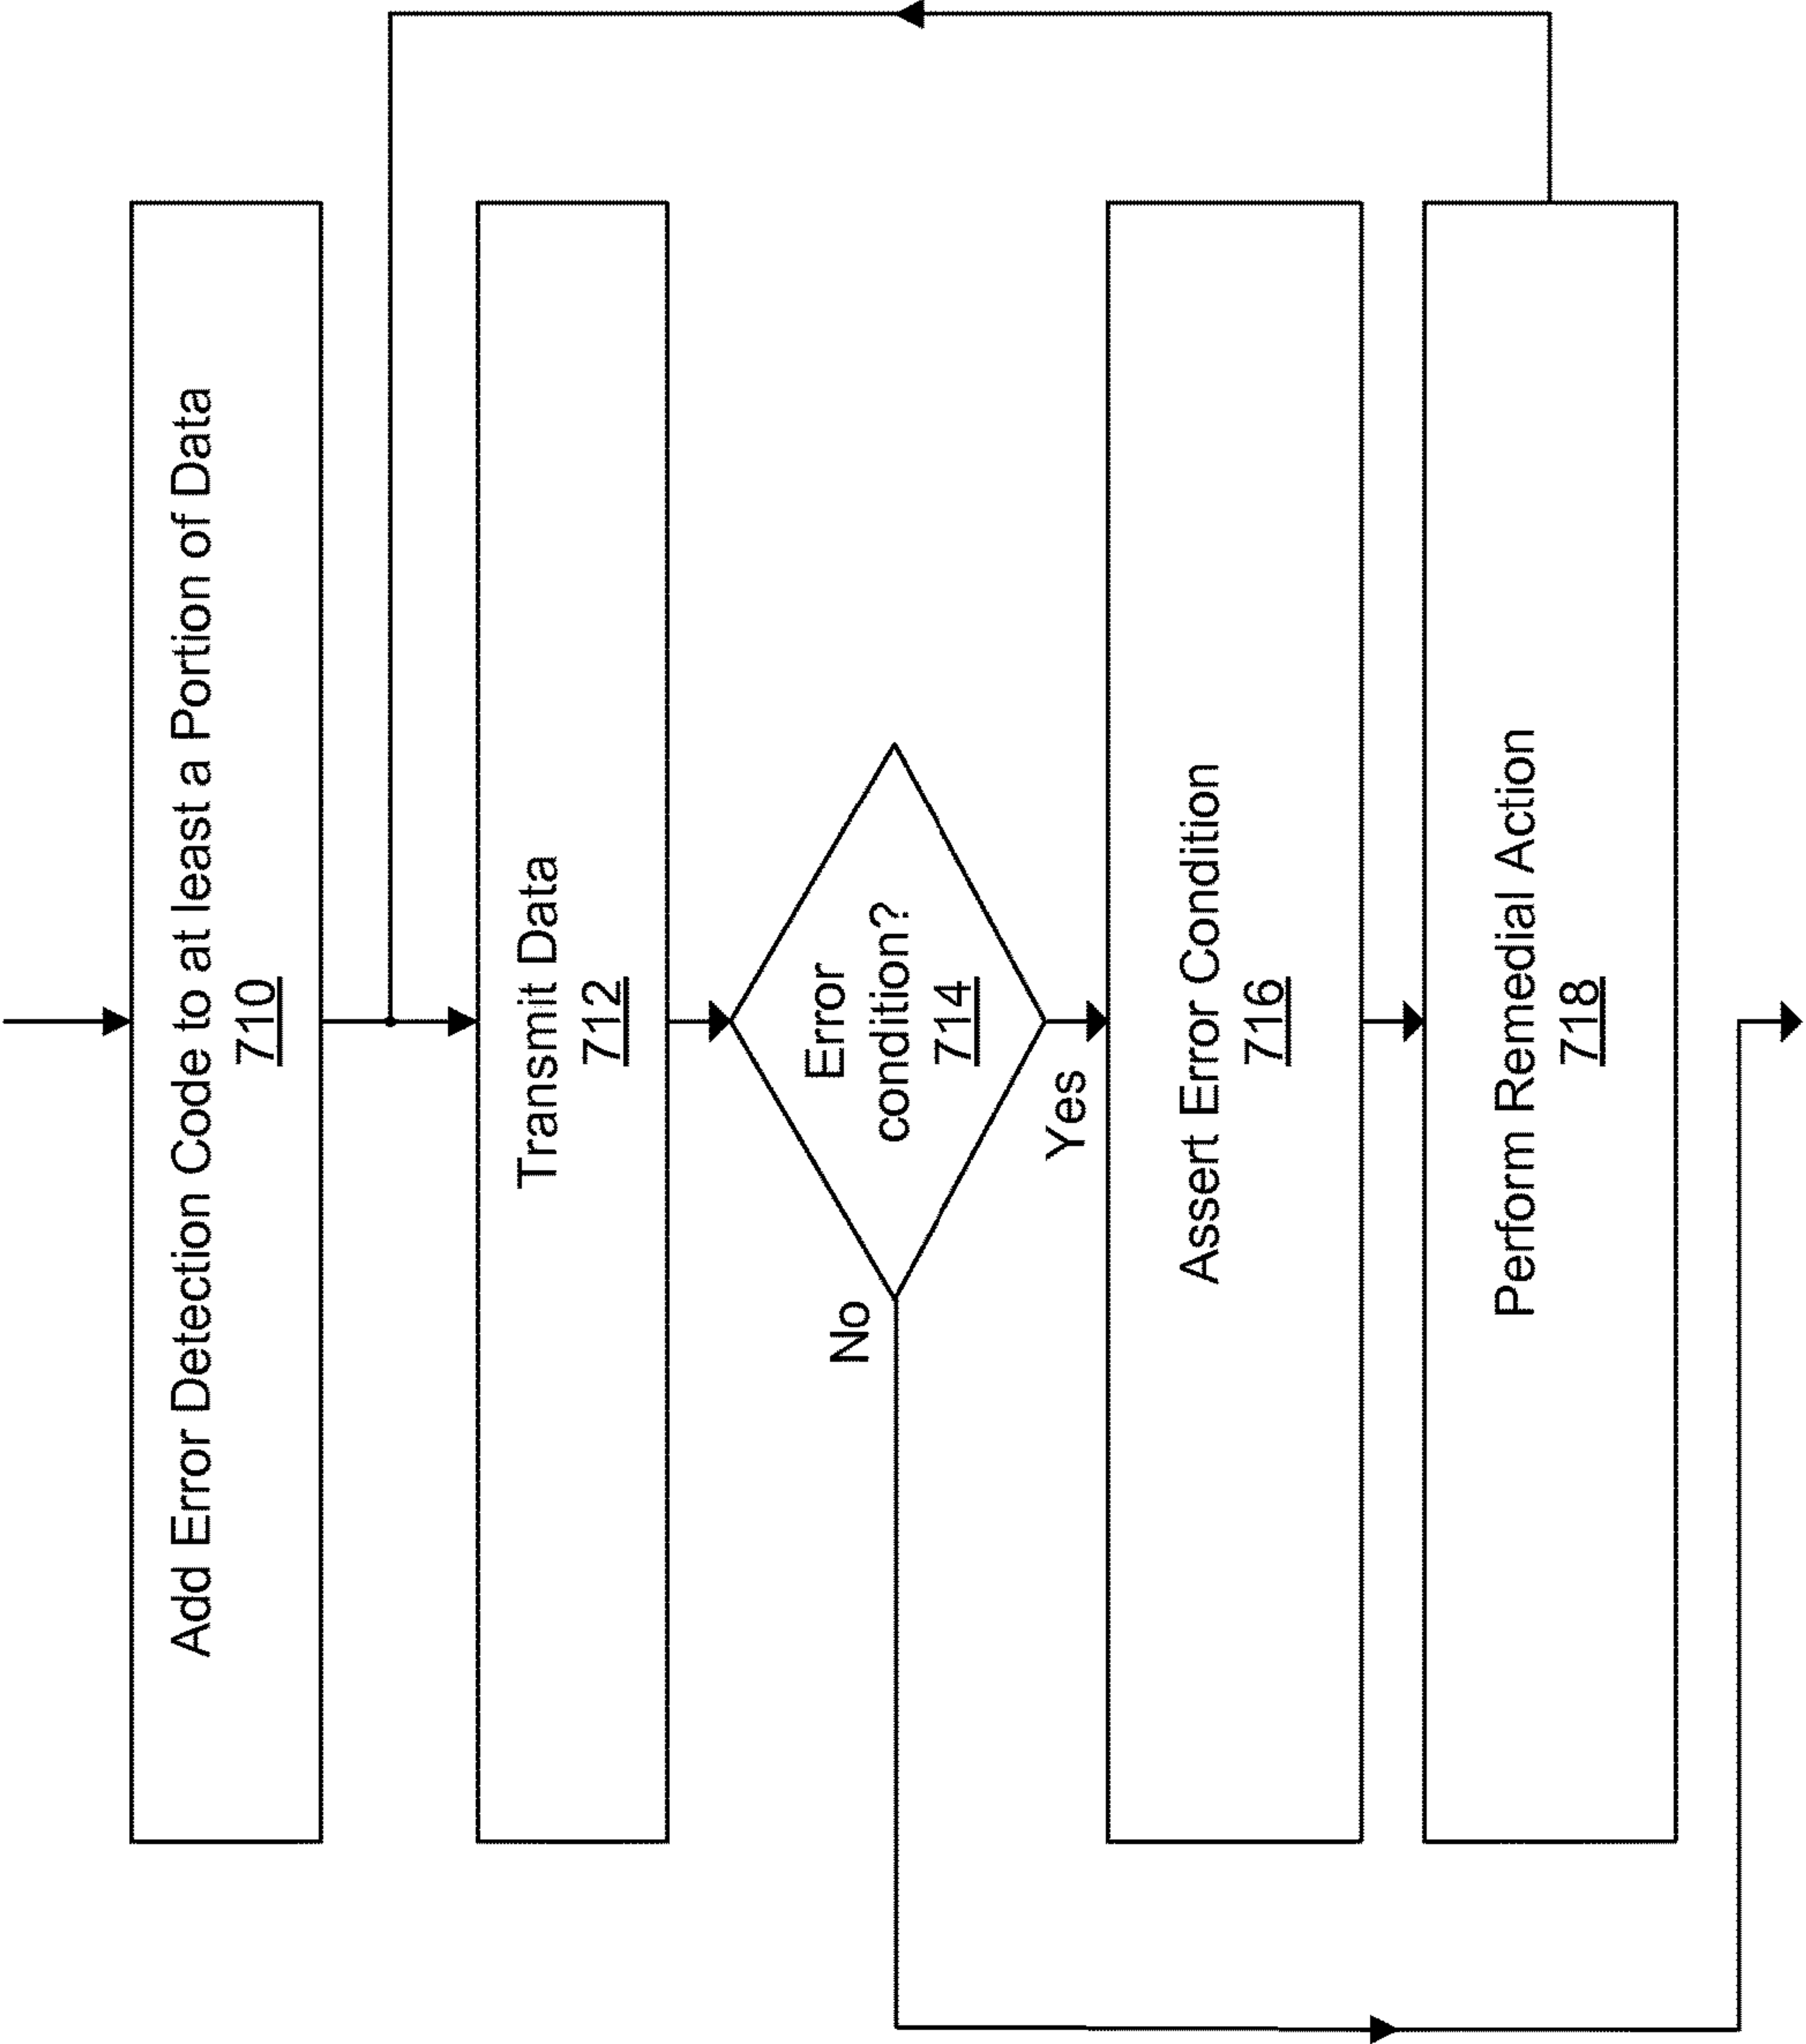 Add Error Detection Code to at least a Portion of Data
710
Transmit Data
712
Error
condition?
714
No
Yes
Assert Error Condition
716
Perform Remedial Action
718